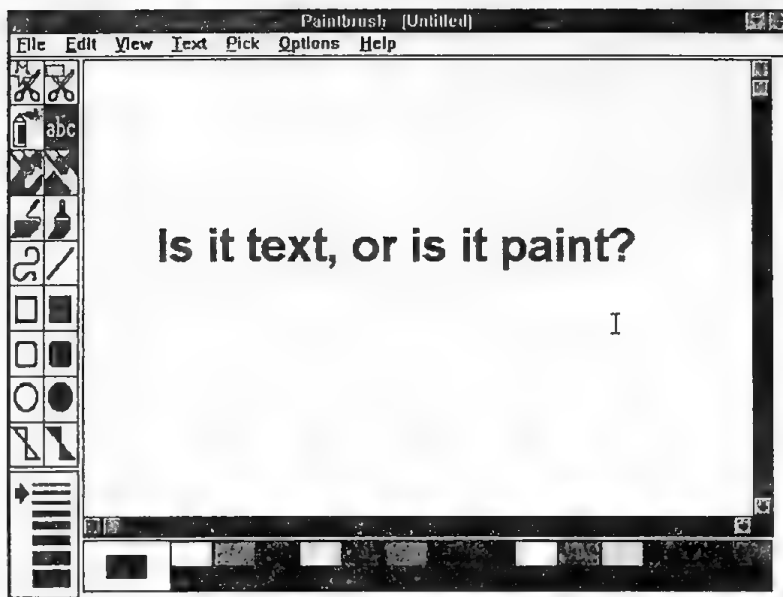 Paintbrush (Untitled)
File Edit View Text Pick Options Help
abc
Is it text, or is it paint?